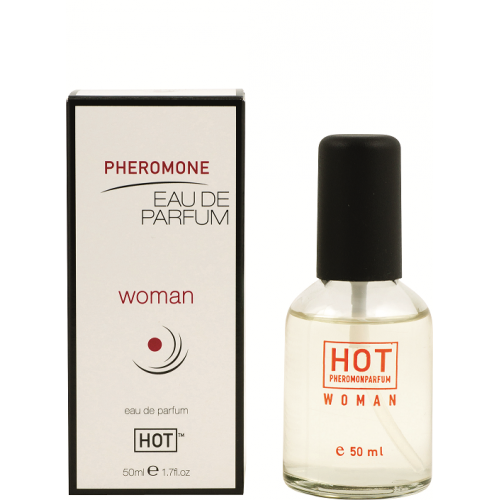 PHEROMONE
EAU DE
PARFUM
woman
eau de parfum
HOT™
50ml e 1.7fl.oz
HOT
PHEROMONPARFUM
WOMAN
e 50 ml